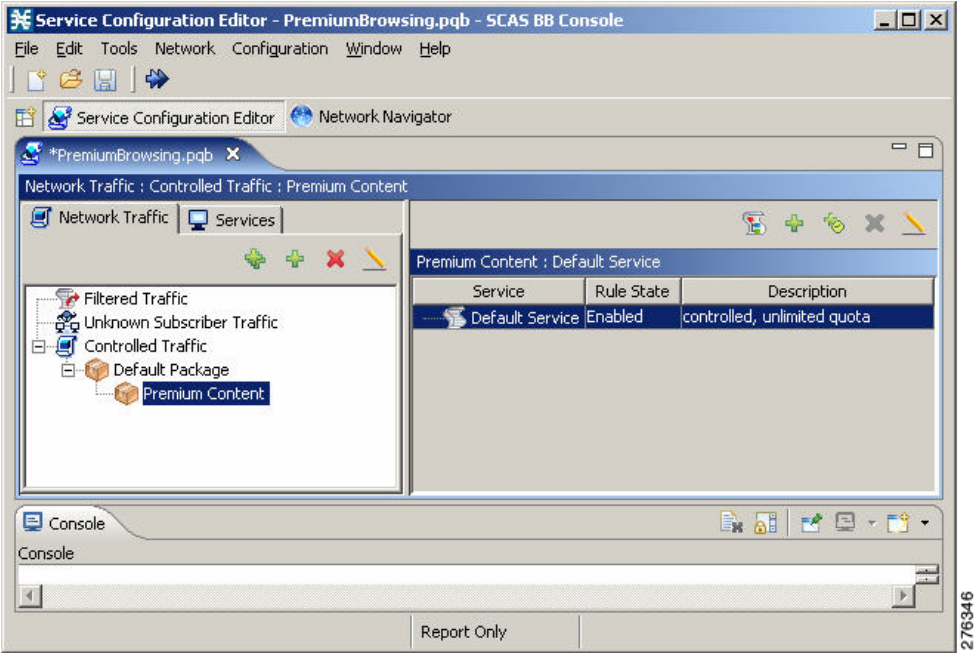 Service Configuration Editor - PremiumBrowsing.pqb - SCAS BB Console
File Edit Tools Network Configuration Window Help
Service Configuration Editor Network Navigator
*PremiumBrowsing.pqb
Network Traffic : Controlled Traffic : Premium Content
Network Traffic Services
Filtered Traffic
Unknown Subscriber Traffic
Controlled Traffic
Default Package
Premium Content
Premium Content : Default Service
Service Rule State Description
Default Service Enabled controlled, unlimited quota
Console
Console
Report Only
276346